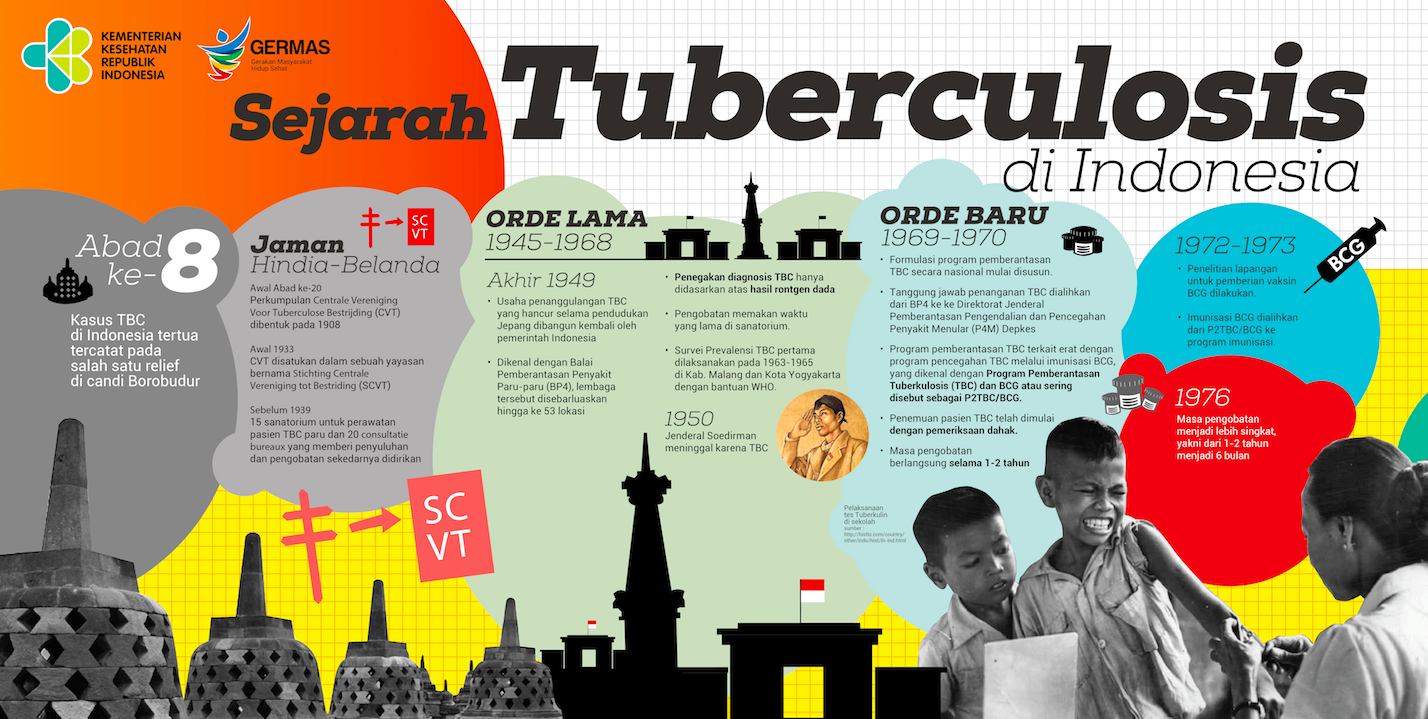 KEMENTERIAN
KESEHATAN
REPUBLIK
INDONESIA
GERMAS
Gerakan Masyarakat
Hidup Sehat
Sejarah Tuberculosis
di Indonesia
Abad
ke-8
Kasus TBC
di Indonesia tertua
tercatat pada
salah satu relief
di candi Borobudur
SC
VT
Jaman
Hindia-Belanda
Awal Abad ke-20
Perkumpulan Centrale Vereniging
Voor Tuberculose Bestrijding (CVT)
dibentuk pada 1908
Awal 1933
CVT disatukan dalam sebuah yayasan
bernama Stichting Centrale
Vereniging tot Bestriding (SCVT)
Sebelum 1939
15 sanatorium untuk perawatan
pasien TBC paru dan 20 consultatie
bureaux yang memberi penyuluhan
dan pengobatan sekedarnya didirikan
SC
VT
ORDE LAMA
1945-1968
Akhir 1949
• Usaha penanggulangan TBC
yang hancur selama pendudukan
Jepang dibangun kembali oleh
pemerintah Indonesia
• Dikenal dengan Balai
Pemberantasan Penyakit
Paru-paru (BP4), lembaga
tersebut disebarluaskan
hingga ke 53 lokasi
• Penegakan diagnosis TBC hanya
didasarkan atas hasil rontgen dada
• Pengobatan memakan waktu
yang lama di sanatorium.
• Survei Prevalensi TBC pertama
dilaksanakan pada 1963-1965
di Kab. Malang dan Kota Yogyakarta
dengan bantuan WHO.
1950
Jenderal Soedirman
meninggal karena TBC
ORDE BARU
1969-1970
• Formulasi program pemberantasan
TBC secara nasional mulai disusun.
• Tanggung jawab penanganan TBC dialihkan
dari BP4 ke ke Direktorat Jenderal
Pemberantasan Pengendalian dan Pencegahan
Penyakit Menular (P4M) Depkes
• Program pemberantasan TBC terkait erat dengan
program pencegahan TBC melalui imunisasi BCG,
yang dikenal dengan Program Pemberantasan
Tuberkulosis (TBC) dan BCG atau sering
disebut sebagai P2TBC/BCG.
• Penemuan pasien TBC telah dimulai
dengan pemeriksaan dahak.
• Masa pengobatan
berlangsung selama 1-2 tahun
Pelaksanaan
tes Tuberkulin
di sekolah
sumber :
1972-1973
• Penelitian lapangan
untuk pemberian vaksin
BCG dilakukan.
• Imunisasi BCG dialihkan
dari P2TBC/BCG ke
program imunisasi.
BCG
1976
Masa pengobatan
menjadi lebih singkat,
yakni dari 1-2 tahun
menjadi 6 bulan